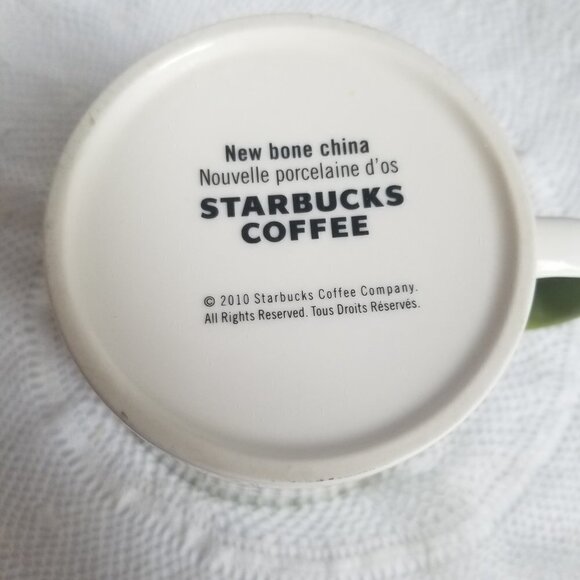 New bone china
Nouvelle porcelaine d'os
STARBUCKS
COFFEE
© 2010 Starbucks Coffee Company.
All Rights Reserved. Tous Droits Réservés.